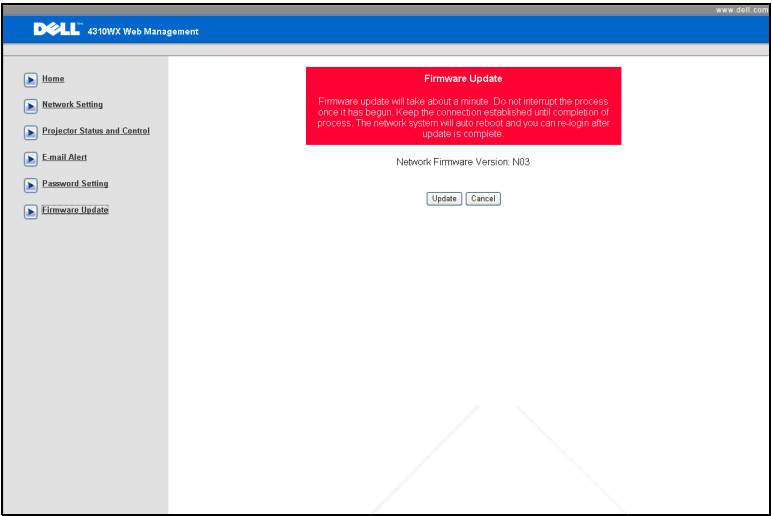 www.dell.com
DELL™ 4310WX Web Management
Home
Network Setting
Projector Status and Control
E-mail Alert
Password Setting
Firmware Update
Firmware Update
Firmware update will take about a minute. Do not interrupt the process
once it has begun. Keep the connection established until completion of
process. The network system will auto reboot and you can re-login after
update is complete.
Network Firmware Version: N03
Update Cancel